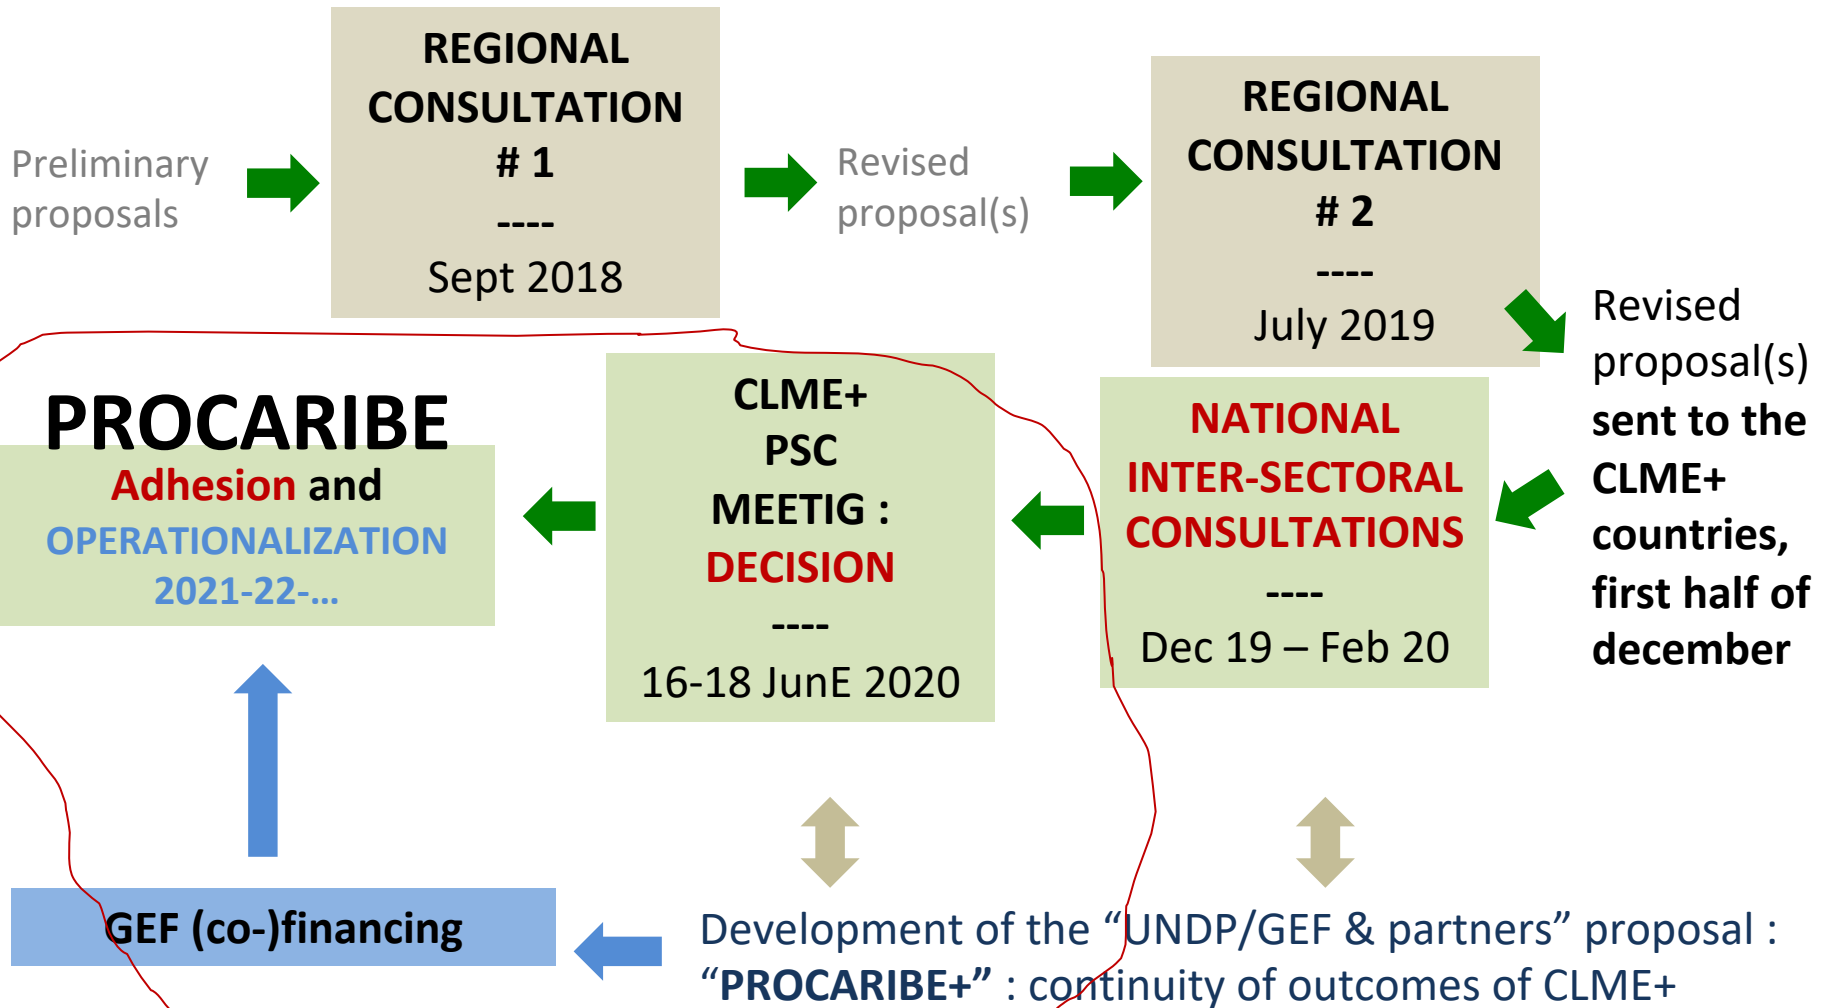 Preliminary
proposals
REGIONAL
CONSULTATION
# 1
----
Sept 2018
Revised
proposal(s)
REGIONAL
CONSULTATION
# 2
----
July 2019
Revised
proposal(s)
sent to the
CLME+
countries,
first half of
december
NATIONAL
INTER-SECTORAL
CONSULTATIONS
----
Dec 19 – Feb 20
CLME+
PSC
MEETIG :
DECISION
----
16-18 JunE 2020
PROCARIBE
Adhesion and
OPERATIONALIZATION
2021-22-…
GEF (co-)financing
Development of the “UNDP/GEF & partners” proposal :
“PROCARIBE+” : continuity of outcomes of CLME+